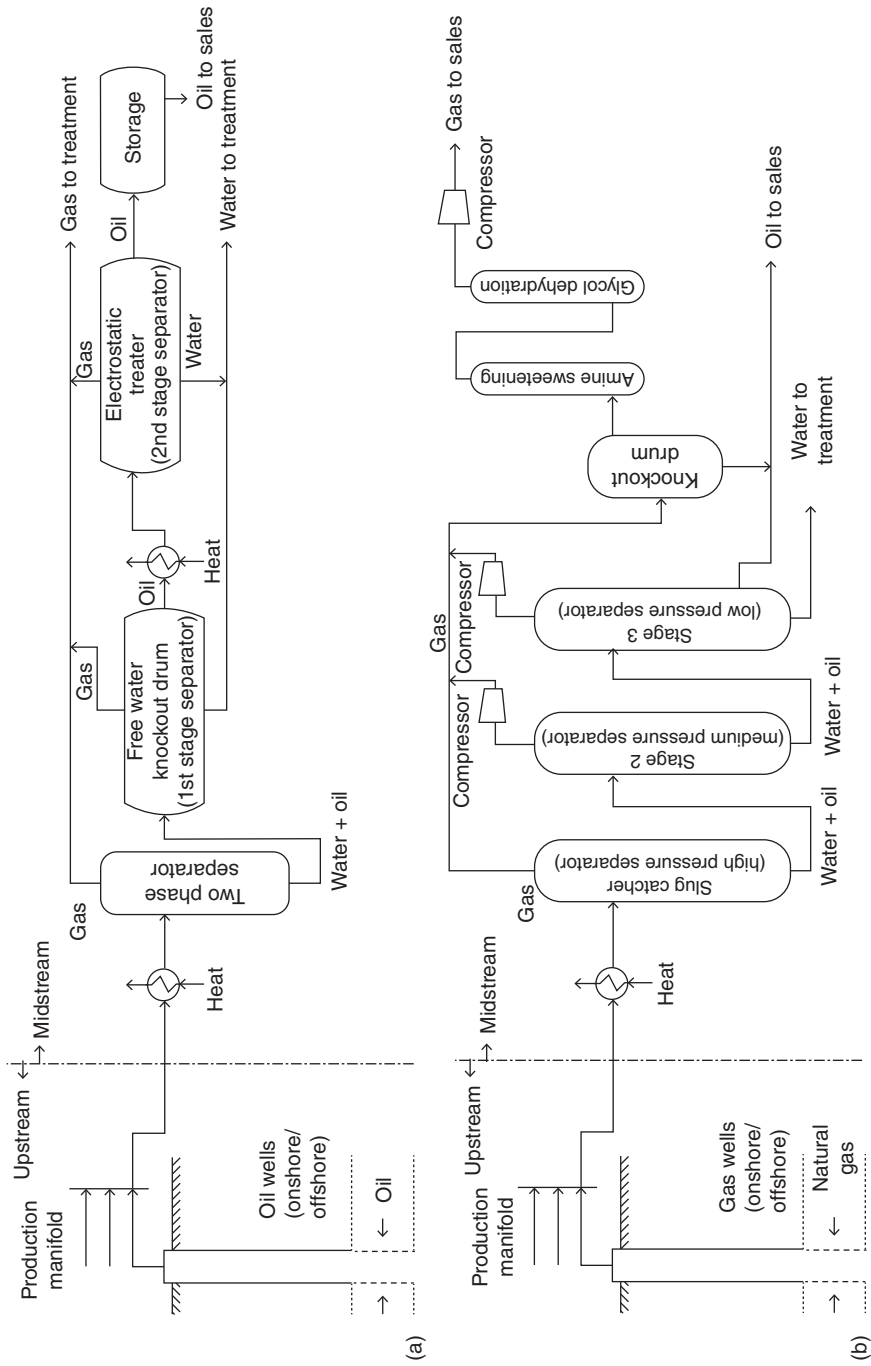 Production
manifold
Upstream
Midstream
Oil wells
(onshore/
offshore)
Oil
Heat
Gas
Two phase
separator
Water + oil
Gas
Free water
knockout drum
(1st stage separator)
Oil
Heat
Gas
Electrostatic
treater
(2nd stage separator)
Water
Oil
Storage
Gas to treatment
Oil to sales
Water to treatment
(a)
Production
manifold
Upstream
Midstream
Gas wells
(onshore/
offshore)
Natural
gas
Heat
Gas
Slug catcher
(high pressure separator)
Water + oil
Compressor
Stage 2
(medium pressure separator)
Water + oil
Gas
Compressor
Stage 3
(low pressure separator)
Knockout
drum
Amine sweetening
Glycol dehydration
Compressor
Gas to sales
Oil to sales
Water to
treatment
(b)